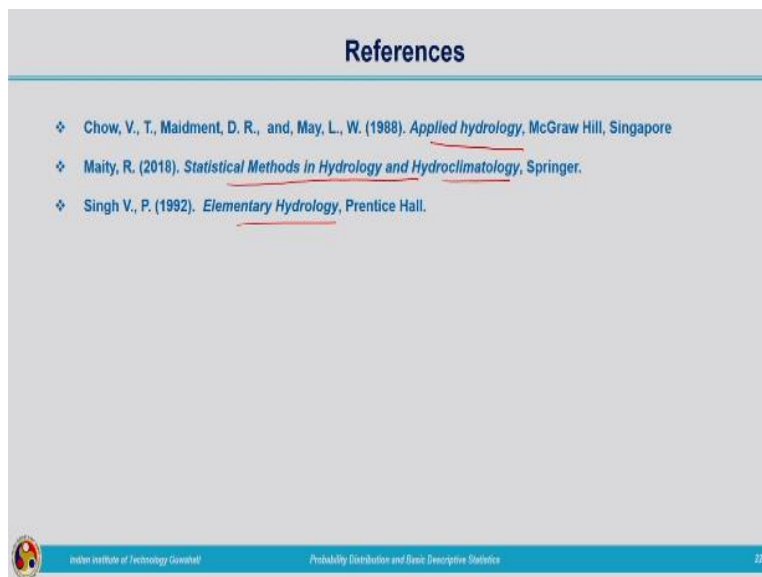 References
❖ Chow, V., T., Maidment, D. R., and, May, L., W. (1988). Applied hydrology, McGraw Hill, Singapore
❖ Maity, R. (2018). Statistical Methods in Hydrology and Hydroclimatology, Springer.
❖ Singh V., P. (1992). Elementary Hydrology, Prentice Hall.
Indian Institute of Technology Guwahati Probability Distribution and Basic Descriptive Statistics